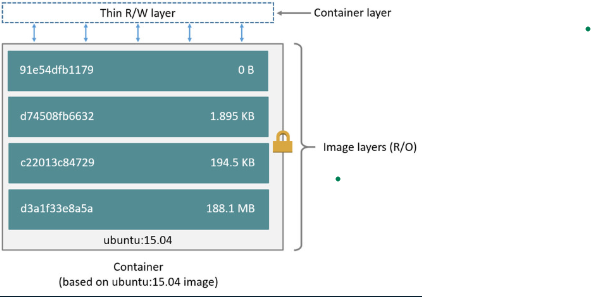 Thin R/W layer
Container layer
91e54dfb1179 0 B
d74508fb6632 1.895 KB
c22013c84729 194.5 KB
d3a1f33e8a5a 188.1 MB
Image layers (R/O)
ubuntu:15.04
Container
(based on ubuntu:15.04 image)